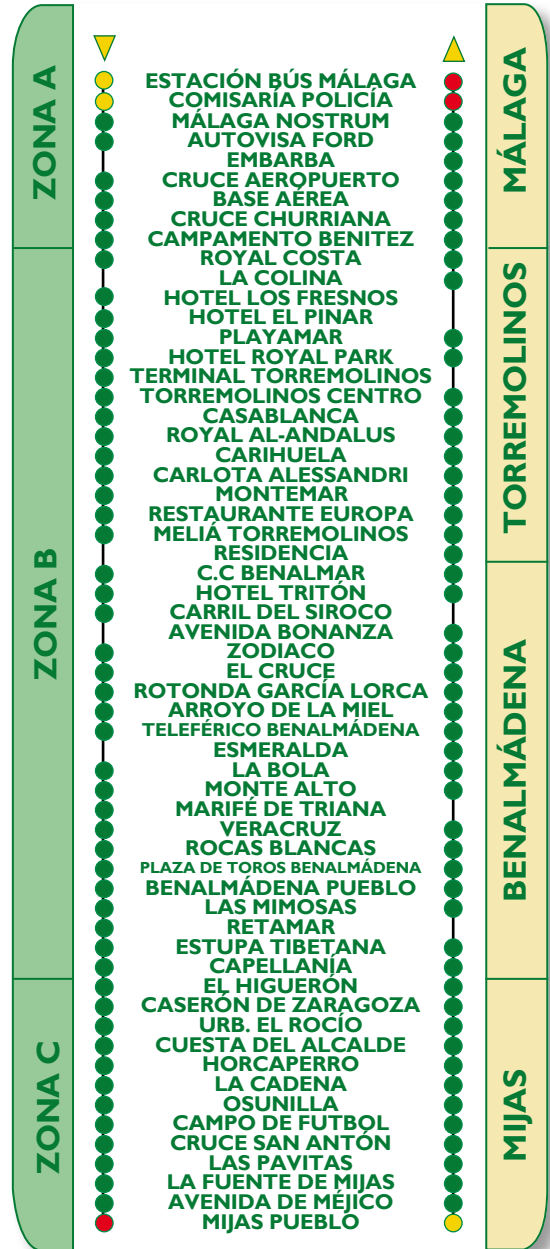 ZONA A
ZONA B
ZONA C
ESTACIÓN BÚS MÁLAGA
COMISARÍA POLICÍA
MÁLAGA NOSTRUM
AUTOVISA FORD
EMBARBA
CRUCE AEROPUERTO
BASE AÉREA
CRUCE CHURRIANA
CAMPAMENTO BENITEZ
ROYAL COSTA
LA COLINA
HOTEL LOS FRESNOS
HOTEL EL PINAR
PLAYAMAR
HOTEL ROYAL PARK
TERMINAL TORREMOLINOS
TORREMOLINOS CENTRO
CASABLANCA
ROYAL AL-ANDALUS
CARIHUELA
CARLOTA ALESSANDRI
MONTEMAR
RESTAURANTE EUROPA
MELIÁ TORREMOLINOS
RESIDENCIA
C.C BENALMAR
HOTEL TRITÓN
CARRIL DEL SIROCO
AVENIDA BONANZA
ZODIACO
EL CRUCE
ROTONDA GARCÍA LORCA
ARROYO DE LA MIEL
TELEFÉRICO BENALMÁDENA
ESMERALDA
LA BOLA
MONTE ALTO
MARIFÉ DE TRIANA
VERACRUZ
ROCAS BLANCAS
PLAZA DE TOROS BENALMÁDENA
BENALMÁDENA PUEBLO
LAS MIMOSAS
RETAMAR
ESTUPA TIBETANA
CAPELLANÍA
EL HIGUERÓN
CASERÓN DE ZARAGOZA
URB. EL ROCÍO
CUESTA DEL ALCALDE
HORCAPERRO
LA CADENA
OSUNILLA
CAMPO DE FUTBOL
CRUCE SAN ANTÓN
LAS PAVITAS
LA FUENTE DE MIJAS
AVENIDA DE MÉJICO
MIJAS PUEBLO
MÁLAGA
TORREMOLINOS
BENALMÁDENA
MIJAS